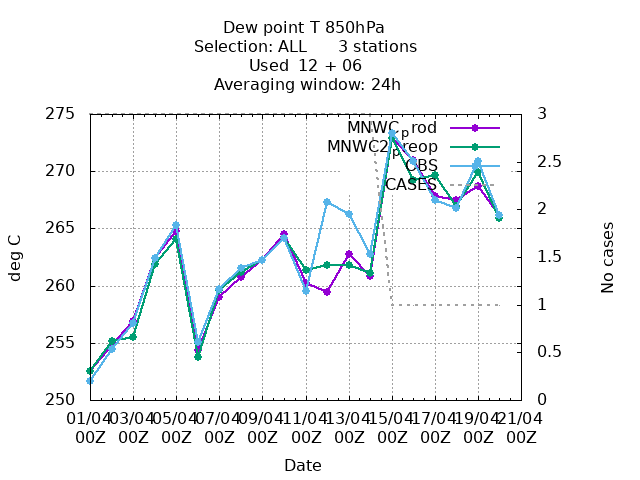 Dew point T 850hPa
Selection: ALL      3 stations
Used  12 + 06
Averaging window: 24h
275
270
265
260
255
250
3
2.5
2
1.5
1
0.5
0
MNWC_prod
MNWC2_preop
OBS
CASES
deg C
No cases
01/04 03/04 05/04 07/04 09/04 11/04 13/04 15/04 17/04 19/04 21/04
00Z 00Z 00Z 00Z 00Z 00Z 00Z 00Z 00Z 00Z 00Z
Date